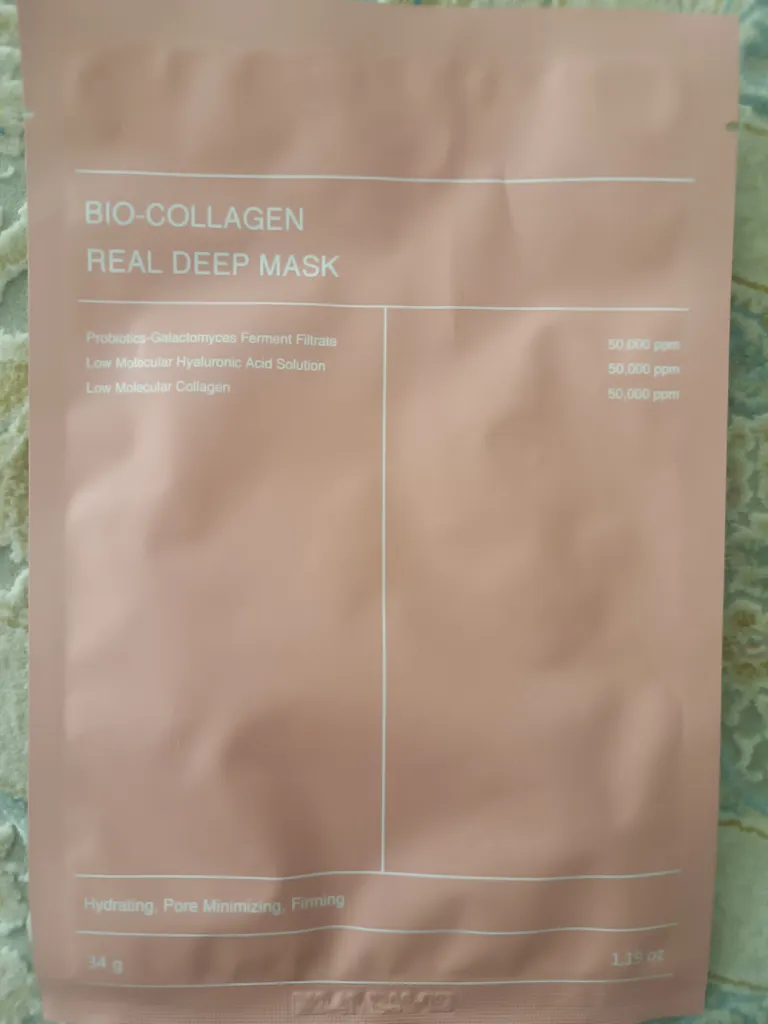 BIO-COLLAGEN
REAL DEEP MASK
Probiotics-Galactomyces Ferment Filtrate 50,000 ppm
Low Molecular Hyaluronic Acid Solution 50,000 ppm
Low Molecular Collagen 50,000 ppm
Hydrating, Pore Minimizing, Firming
34 g 1.19 oz